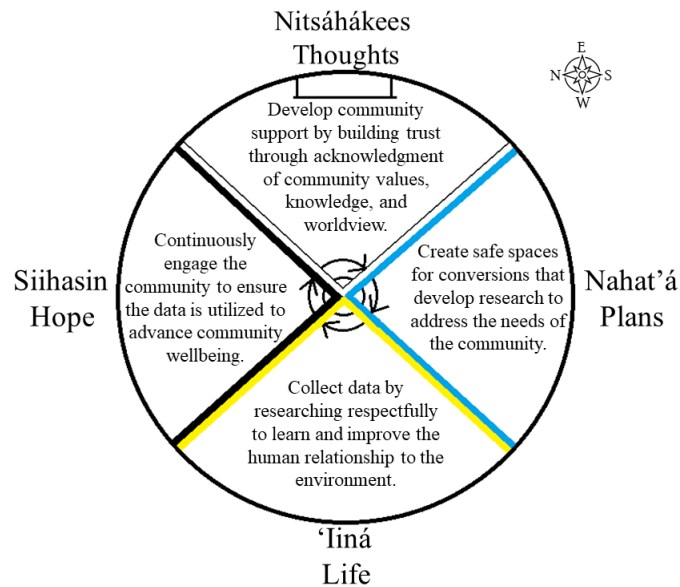 Nitsáhákees
Thoughts
E
N S
W
Develop community
support by building trust
through acknowledgment
of community values,
knowledge, and
worldview.
Create safe spaces
for conversions that
develop research to
address the needs of
the community.
Nahat’á
Plans
Collect data by
researching respectfully
to learn and improve the
human relationship to the
environment.
‘Iiná
Life
Continuously
engage the
community to ensure
the data is utilized to
advance community
wellbeing.
Siihasin
Hope